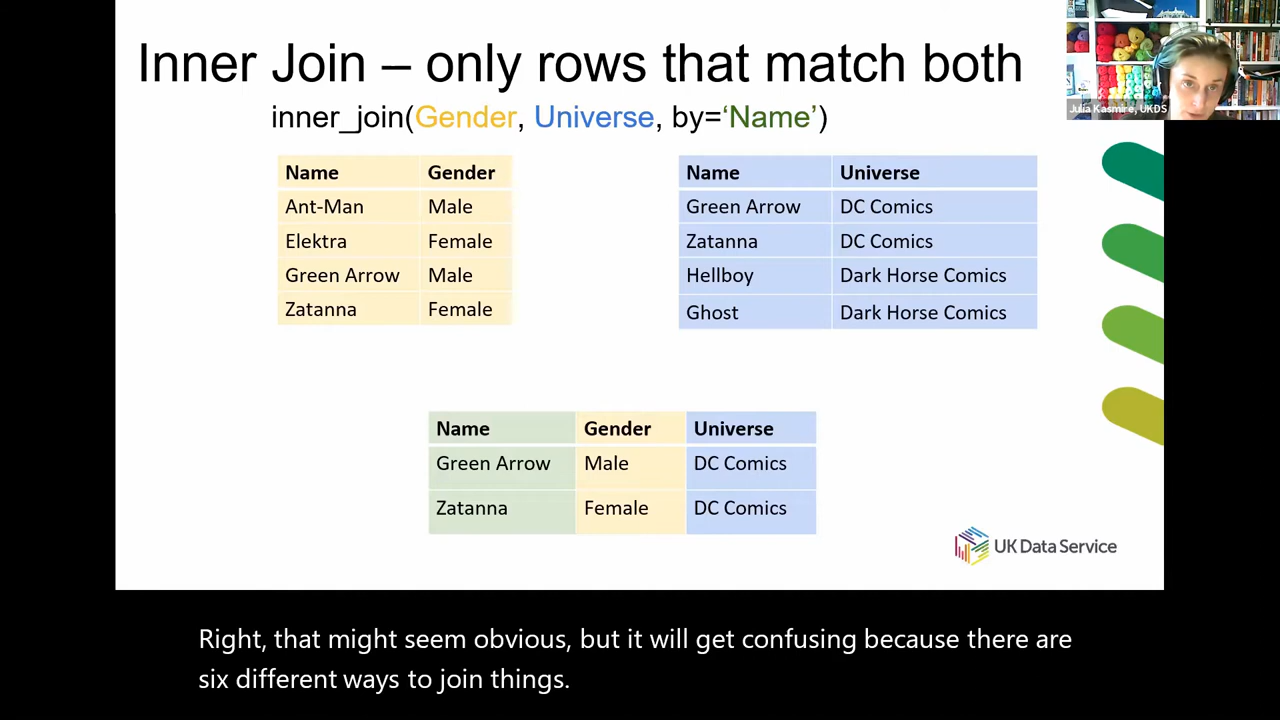 Inner Join – only rows that match both
inner_join(Gender, Universe, by=‘Name’)
Julia Kasmire, UKDS
Name Gender
Ant-Man Male
Elektra Female
Green Arrow Male
Zatanna Female
Name Universe
Green Arrow DC Comics
Zatanna DC Comics
Hellboy Dark Horse Comics
Ghost Dark Horse Comics
Name Gender Universe
Green Arrow Male DC Comics
Zatanna Female DC Comics
UK Data Service
Right, that might seem obvious, but it will get confusing because there are
six different ways to join things.